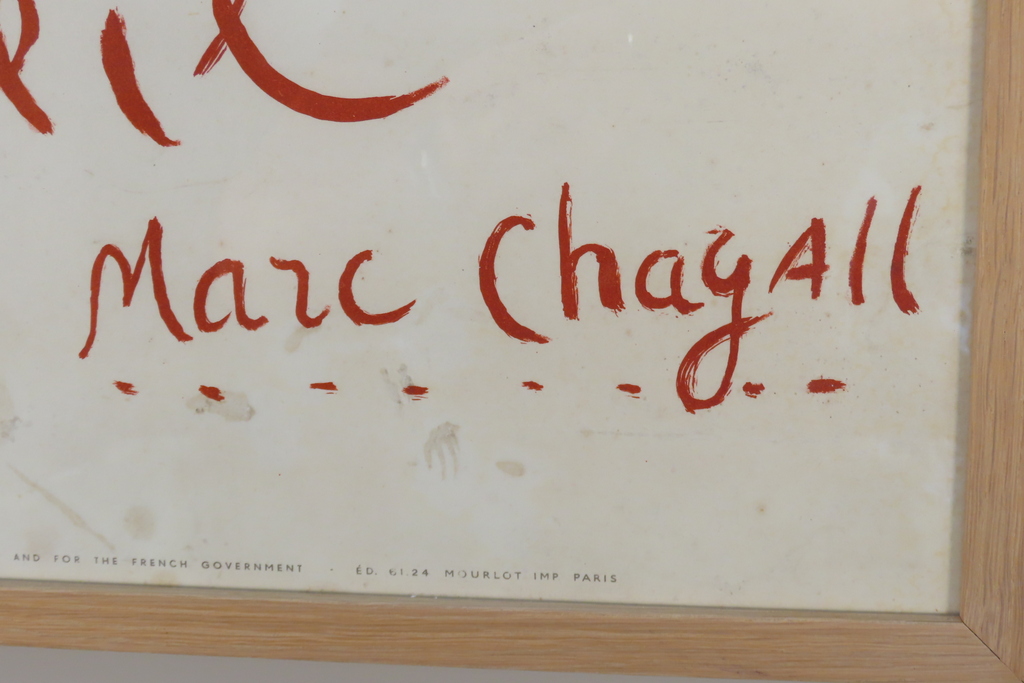 Marc ChagAll
AND FOR THE FRENCH GOVERNMENT · ÉD. 61.24 MOURLOT IMP PARIS